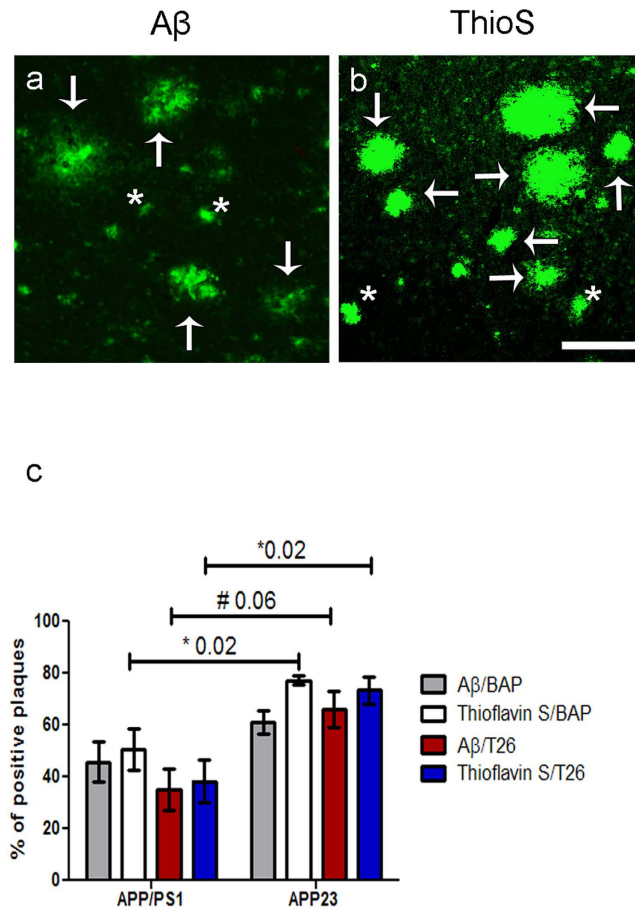 Aβ
ThioS
a
*
*
b
*
*
c
*0.02
# 0.06
* 0.02
% of positive plaques
100
80
60
40
20
0
APP/PS1
APP23
Aβ/BAP
Thioflavin S/BAP
Aβ/T26
Thioflavin S/T26